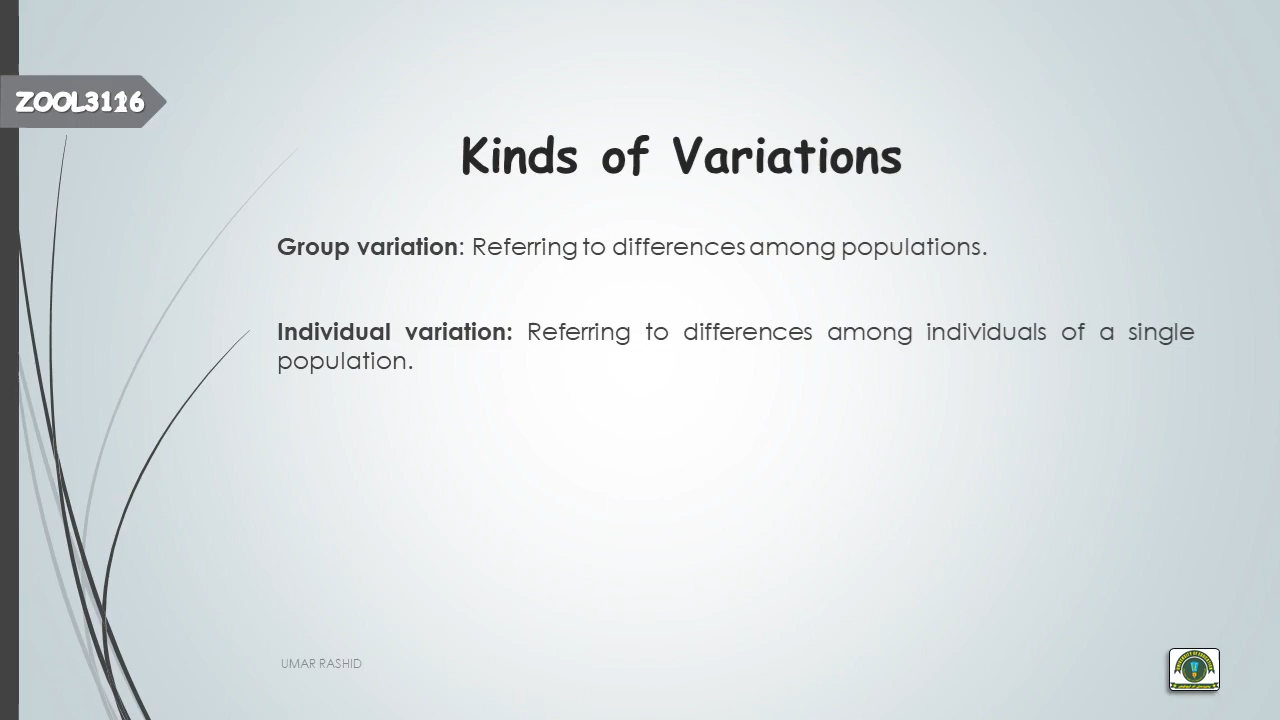 ZOOL3116
Kinds of Variations
Group variation: Referring to differences among populations.
Individual variation: Referring to differences among individuals of a single
population.
UMAR RASHID